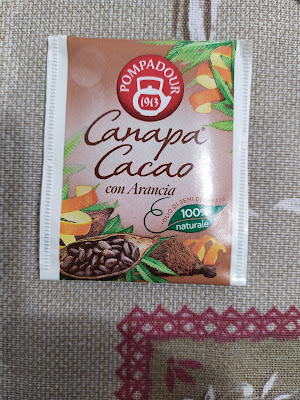 POMPADOUR
1913
Canapa*
Cacao
con Arancia
100%
naturale